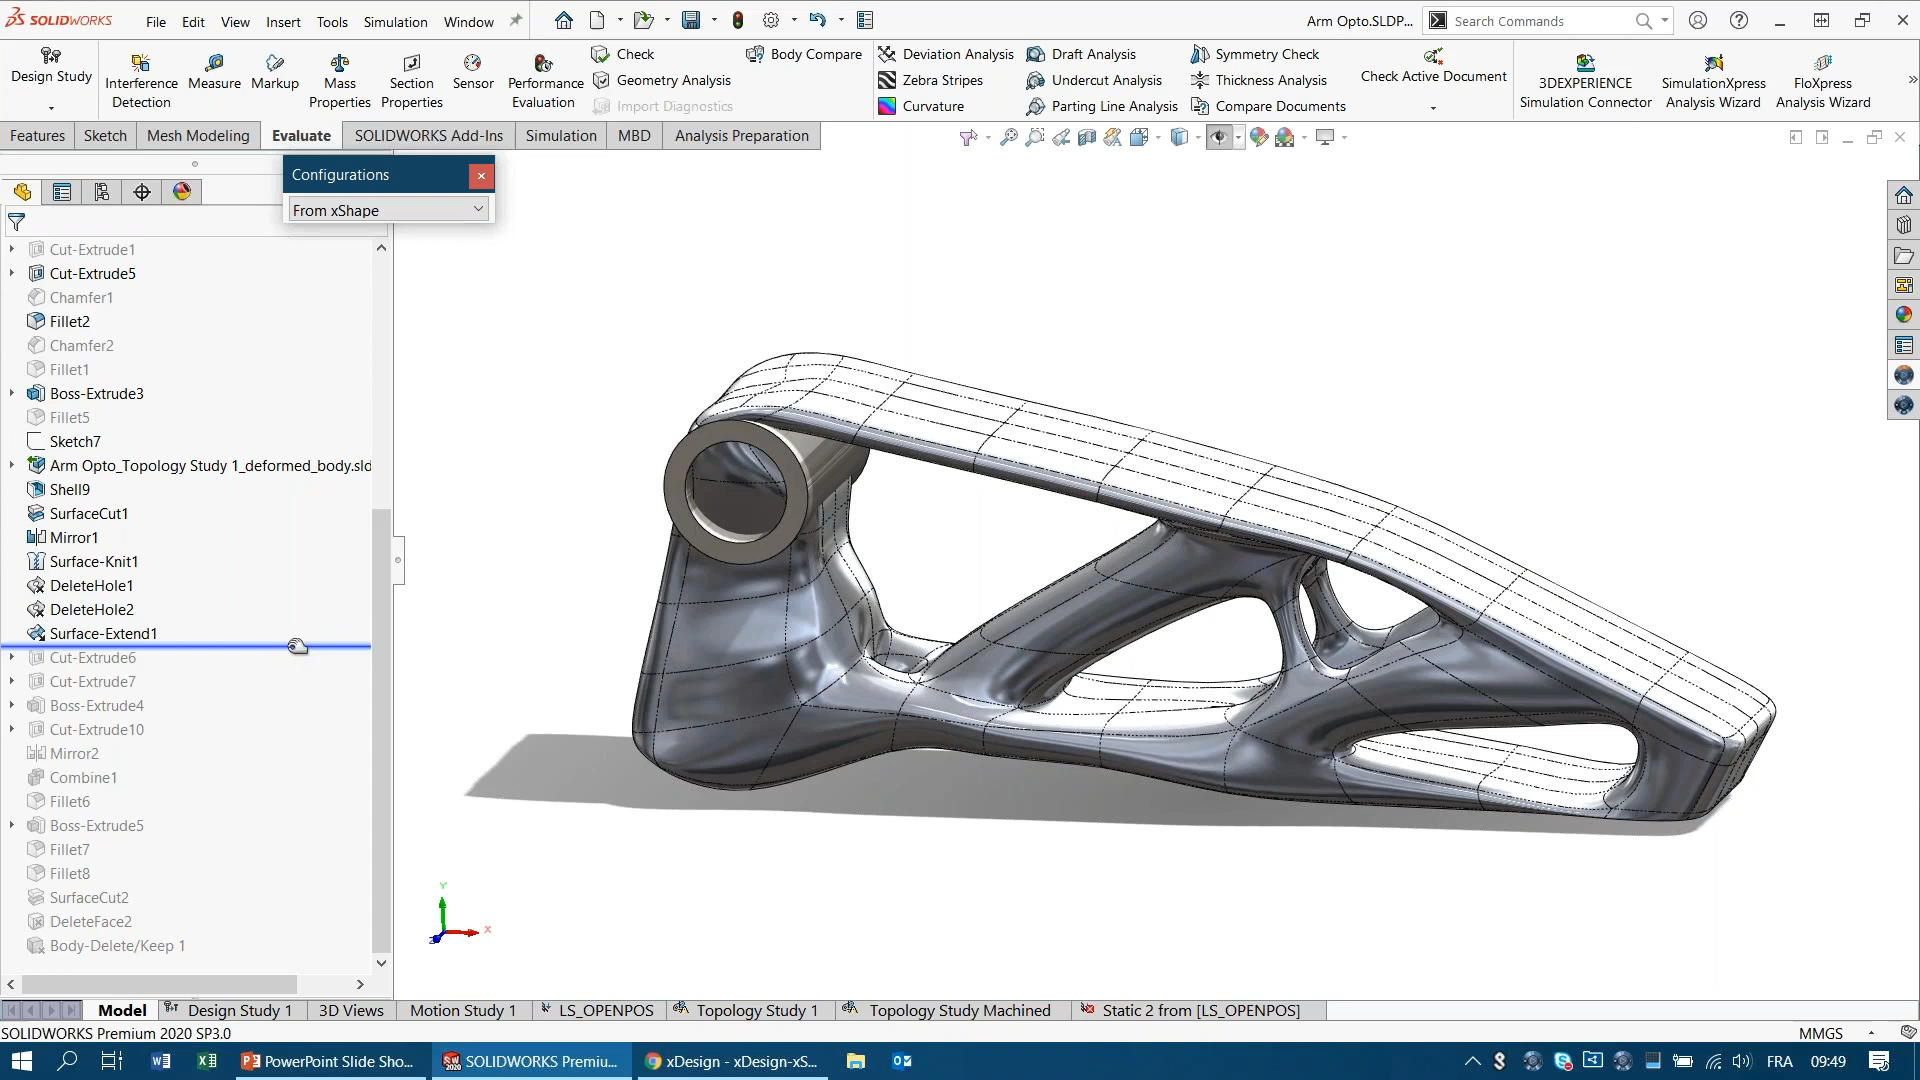 SOLIDWORKS
File Edit View Insert Tools Simulation Window
Arm Opto.SLDP...
Search Commands
Design Study
Interference Detection
Measure
Markup
Mass Properties
Section Properties
Sensor
Performance Evaluation
Check
Geometry Analysis
Import Diagnostics
Body Compare
Deviation Analysis
Zebra Stripes
Curvature
Draft Analysis
Undercut Analysis
Parting Line Analysis
Symmetry Check
Thickness Analysis
Compare Documents
Check Active Document
3DEXPERIENCE Simulation Connector
SimulationXpress Analysis Wizard
FloXpress Analysis Wizard
Features Sketch Mesh Modeling Evaluate SOLIDWORKS Add-Ins Simulation MBD Analysis Preparation
Configurations
From xShape
Cut-Extrude1
Cut-Extrude5
Chamfer1
Fillet2
Chamfer2
Fillet1
Boss-Extrude3
Fillet5
Sketch7
Arm Opto_Topology Study 1_deformed_body.sld
Shell9
SurfaceCut1
Mirror1
Surface-Knit1
DeleteHole1
DeleteHole2
Surface-Extend1
Cut-Extrude6
Cut-Extrude7
Boss-Extrude4
Cut-Extrude10
Mirror2
Combine1
Fillet6
Boss-Extrude5
Fillet7
Fillet8
SurfaceCut2
DeleteFace2
Body-Delete/Keep 1
Y
X
Z
Model Design Study 1 3D Views Motion Study 1 LS_OPENPOS Topology Study 1 Topology Study Machined Static 2 from [LS_OPENPOS]
SOLIDWORKS Premium 2020 SP3.0
MMGS
PowerPoint Slide Sho...
SOLIDWORKS Premiu...
xDesign - xDesign-xS...
FRA
09:49